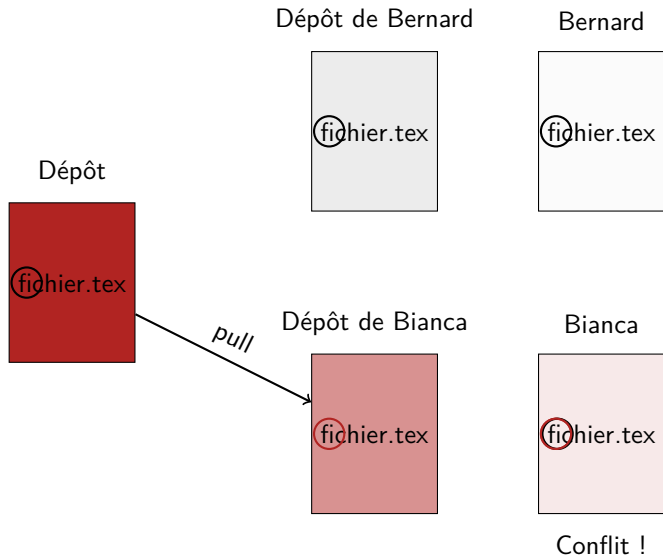 Dépôt de Bernard
Bernard
fichier.tex
fichier.tex
Dépôt
fichier.tex
pull
Dépôt de Bianca
Bianca
fichier.tex
fichier.tex
Conflit !